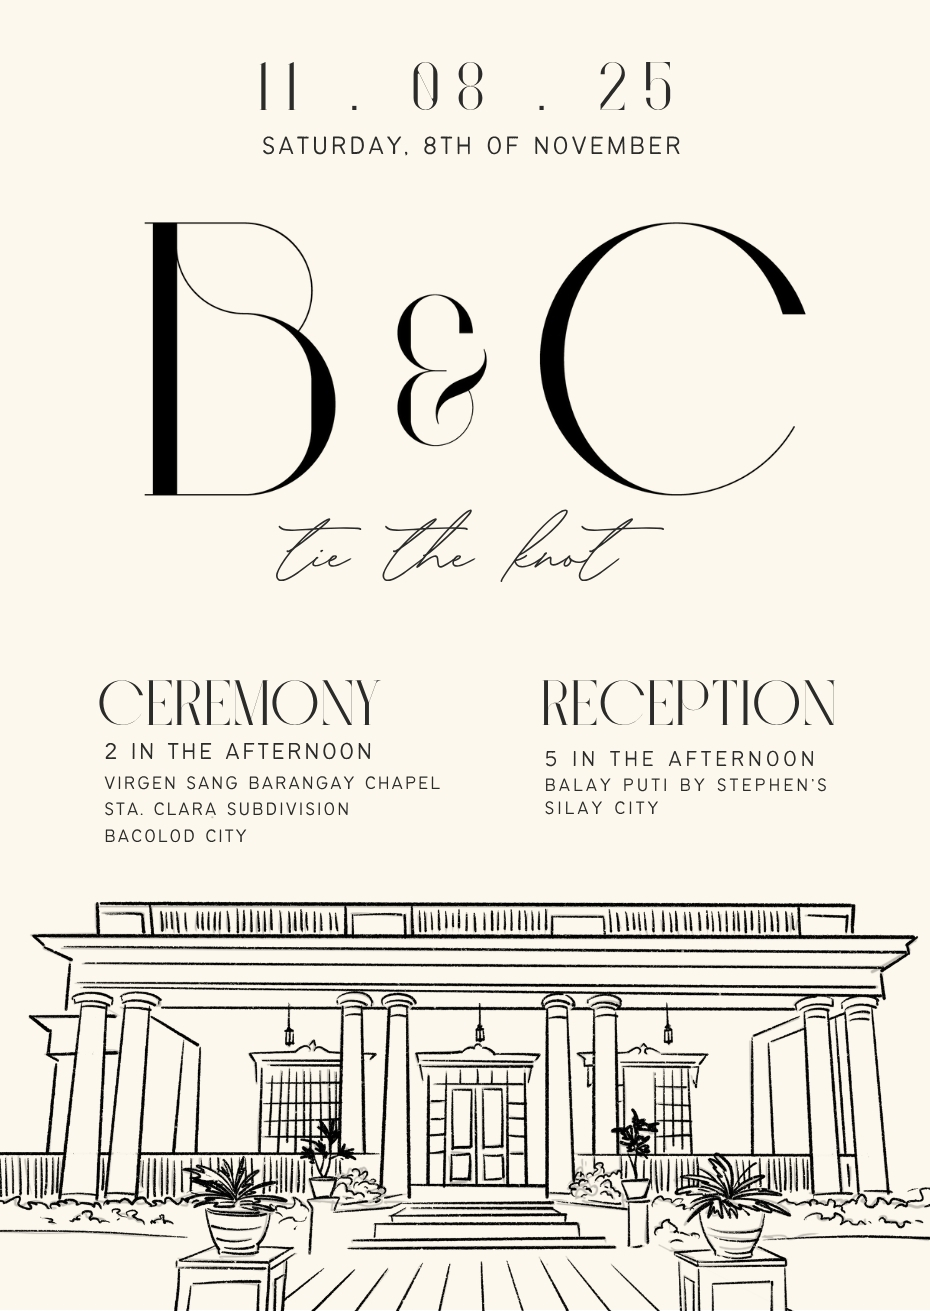 11 . 08 . 25
SATURDAY, 8TH OF NOVEMBER
B & C
tie the knot
CEREMONY
2 IN THE AFTERNOON
VIRGEN SANG BARANGAY CHAPEL
STA. CLARA SUBDIVISION
BACOLOD CITY
RECEPTION
5 IN THE AFTERNOON
BALAY PUTI BY STEPHEN'S
SILAY CITY